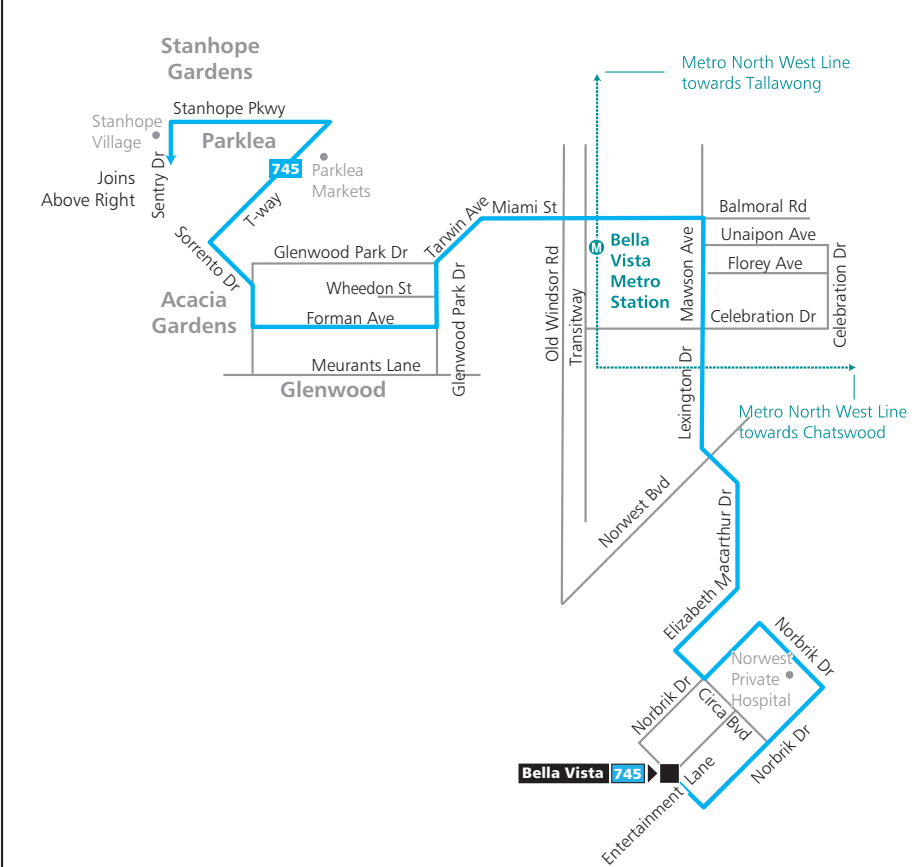 Stanhope
Gardens
Metro North West Line
towards Tallawong
Stanhope Pkwy
Stanhope
Village
Parklea
745
Parklea
Markets
Joins
Above Right
Sentry Dr
T-way
Sorrento Dr
Tarwin Ave
Miami St
Balmoral Rd
Unaipon Ave
Florey Ave
Celebration Dr
Celebration Dr
M
Bella
Vista
Metro
Station
Mawson Ave
Glenwood Park Dr
Wheedon St
Acacia
Gardens
Forman Ave
Glenwood Park Dr
Old Windsor Rd
Transitway
Meurants Lane
Glenwood
Lexington Dr
Metro North West Line
towards Chatswood
Norwest Bvd
Elizabeth Macarthur Dr
Norbrik Dr
Norwest
Private
Hospital
Norbrik Dr
Circa Bvd
Norbrik Dr
Bella Vista 745
Entertainment Lane